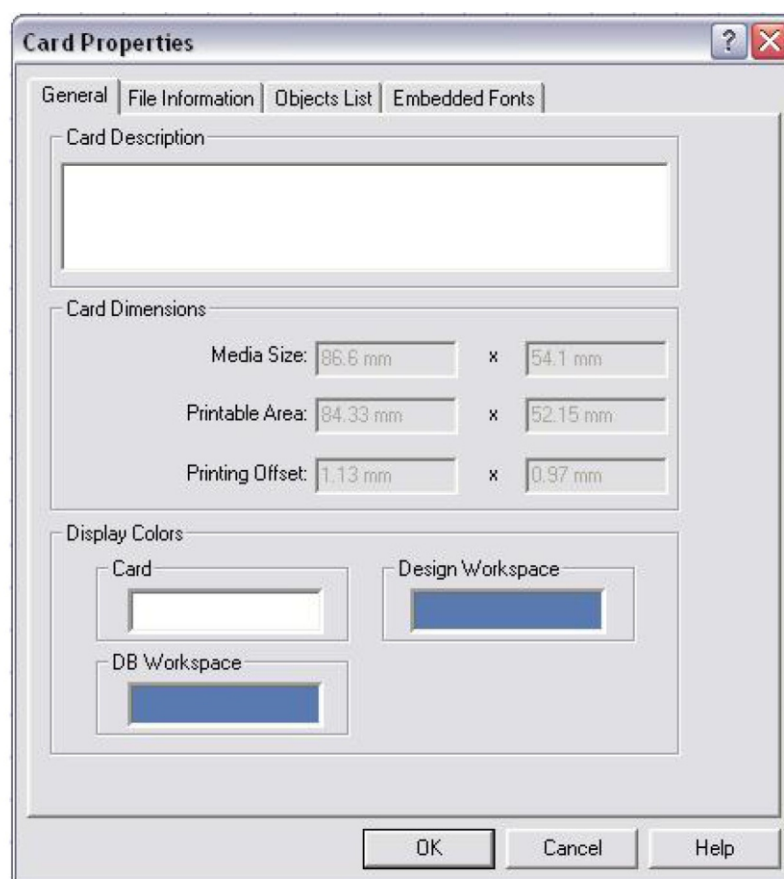 Card Properties
General File Information Objects List Embedded Fonts
Card Description
Card Dimensions
Media Size: 86.6 mm x 54.1 mm
Printable Area: 84.33 mm x 52.15 mm
Printing Offset: 1.13 mm x 0.97 mm
Display Colors
Card Design Workspace
DB Workspace
OK Cancel Help